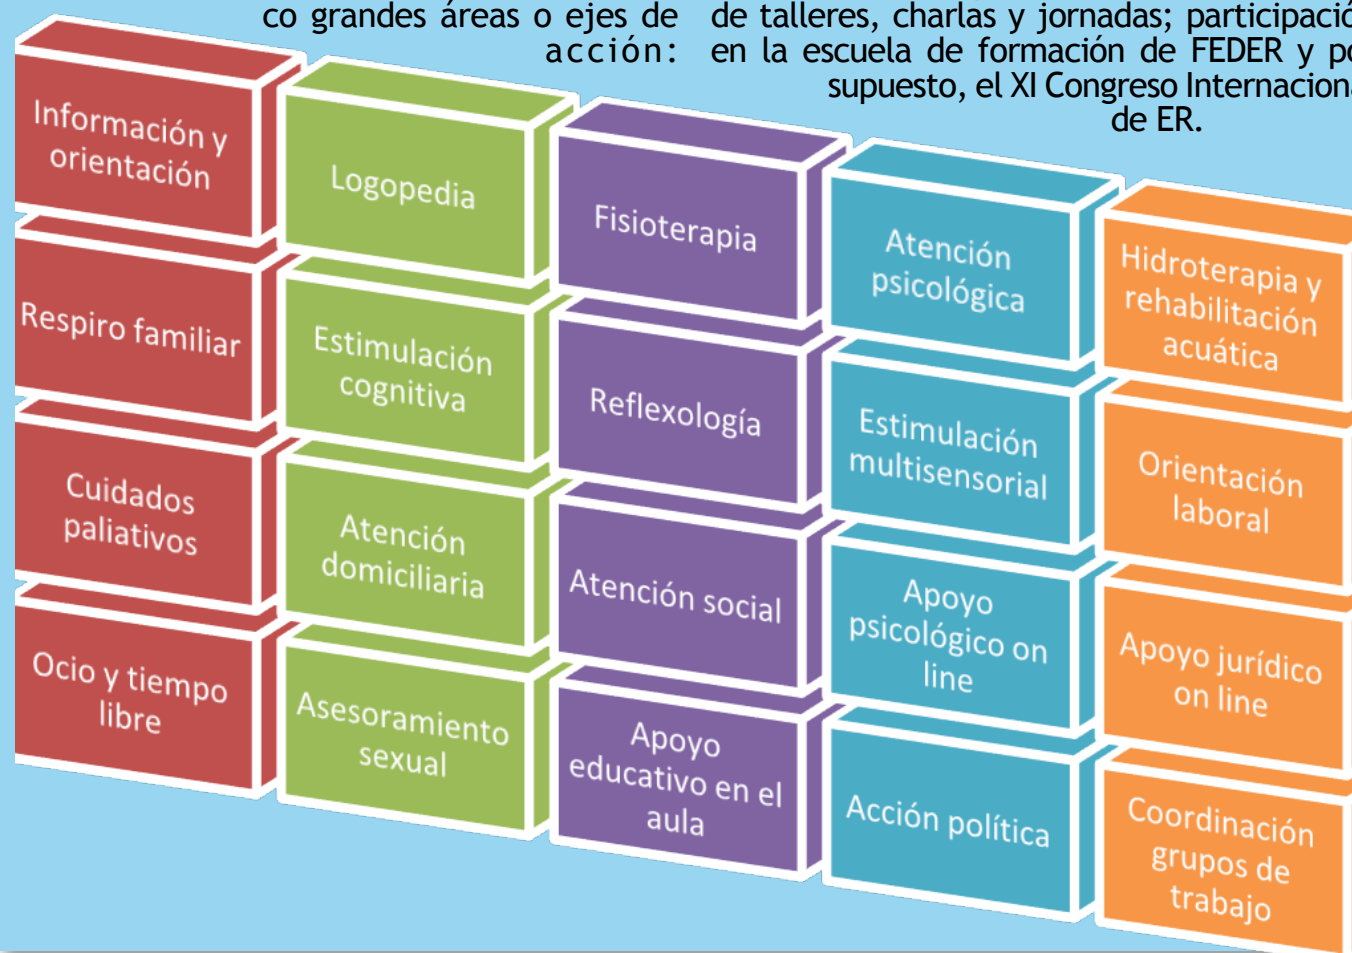 co grandes áreas o ejes de
acción:
de talleres, charlas y jornadas; participació
en la escuela de formación de FEDER y po
supuesto, el XI Congreso Internaciona
de ER.
Información y
orientación
Logopedia
Fisioterapia
Atención
psicológica
Hidroterapia y
rehabilitación
acuática
Respiro familiar
Estimulación
cognitiva
Reflexología
Estimulación
multisensorial
Orientación
laboral
Cuidados
paliativos
Atención
domiciliaria
Atención social
Apoyo
psicológico on
line
Apoyo jurídico
on line
Ocio y tiempo
libre
Asesoramiento
sexual
Apoyo
educativo en el
aula
Acción política
Coordinación
grupos de
trabajo